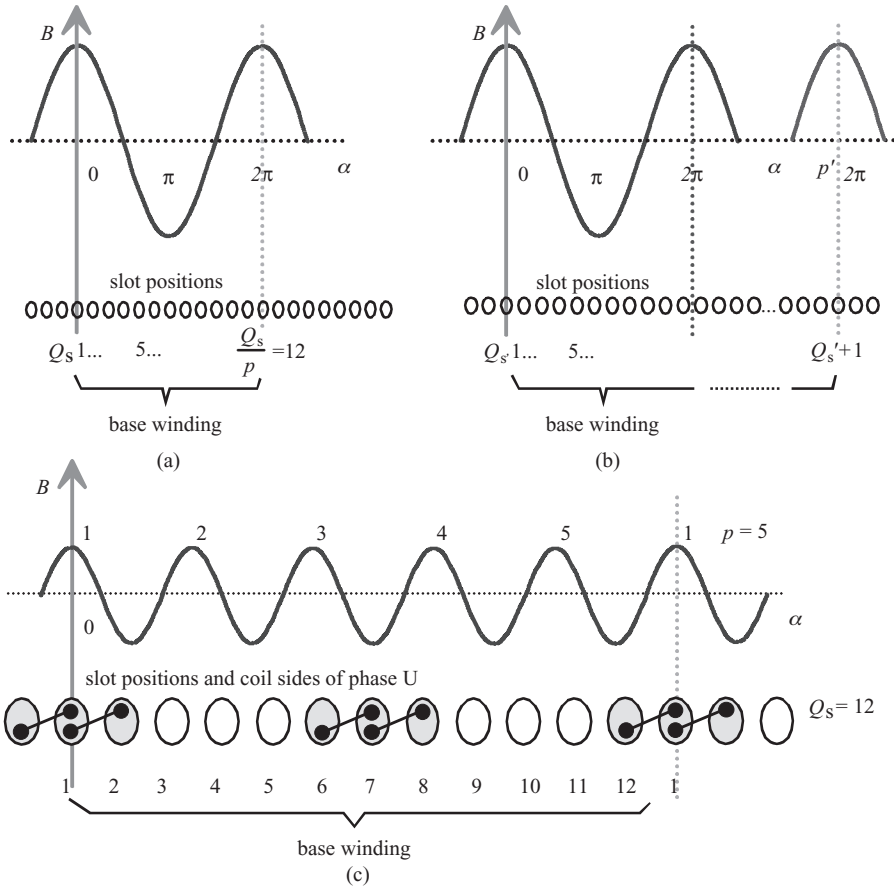 B
B
0 π 2π α
0 π 2π α p' 2π
slot positions
slot positions
Qs 1... 5... Qs/p =12
Qs' 1... 5... Qs'+1
base winding
base winding
(a)
(b)
B
1 2 3 4 5 1 p = 5
0 α
slot positions and coil sides of phase U
Qs = 12
1 2 3 4 5 6 7 8 9 10 11 12 1
base winding
(c)